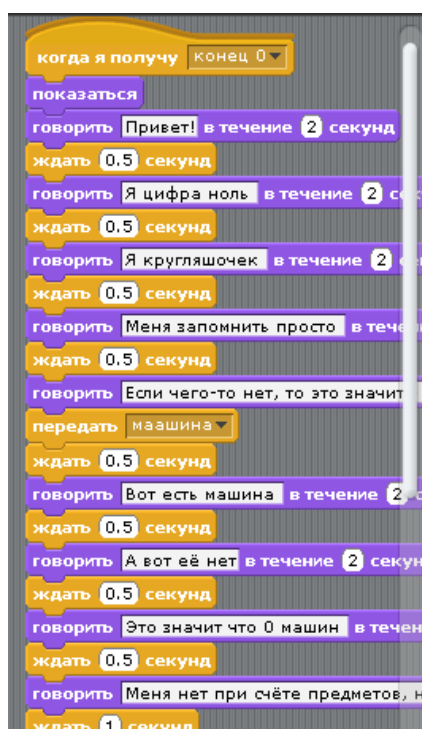 когда я получу конец 0
показаться
говорить Привет! в течение 2 секунд
ждать 0.5 секунд
говорить Я цифра ноль в течение 2
ждать 0.5 секунд
говорить Я кругляшочек в течение 2
ждать 0.5 секунд
говорить Меня запомнить просто в
ждать 0.5 секунд
говорить Если чего-то нет, то это значит
передать маашина
ждать 0.5 секунд
говорить Вот есть машина в течение 2
ждать 0.5 секунд
говорить А вот её нет в течение 2
ждать 0.5 секунд
говорить Это значит что 0 машин в
ждать 0.5 секунд
говорить Меня нет при счёте предметов,
ждать 1 секунд